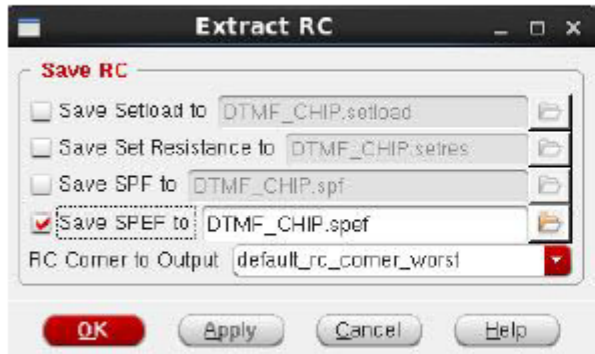 Extract RC
Save RC
Save Setload to DTMF_CHIP.setload
Save Set Resistance to DTMF_CHIP.setres
Save SPF to DTMF_CHIP.spf
Save SPEF to DTMF_CHIP.spef
RC Corner to Output default_rc_corner_worst
OK Apply Cancel Help